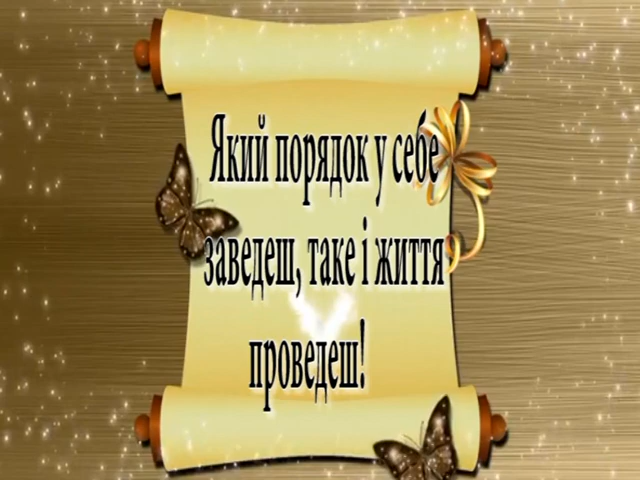 Який порядок у себе
заведеш, таке і життя
проведеш!